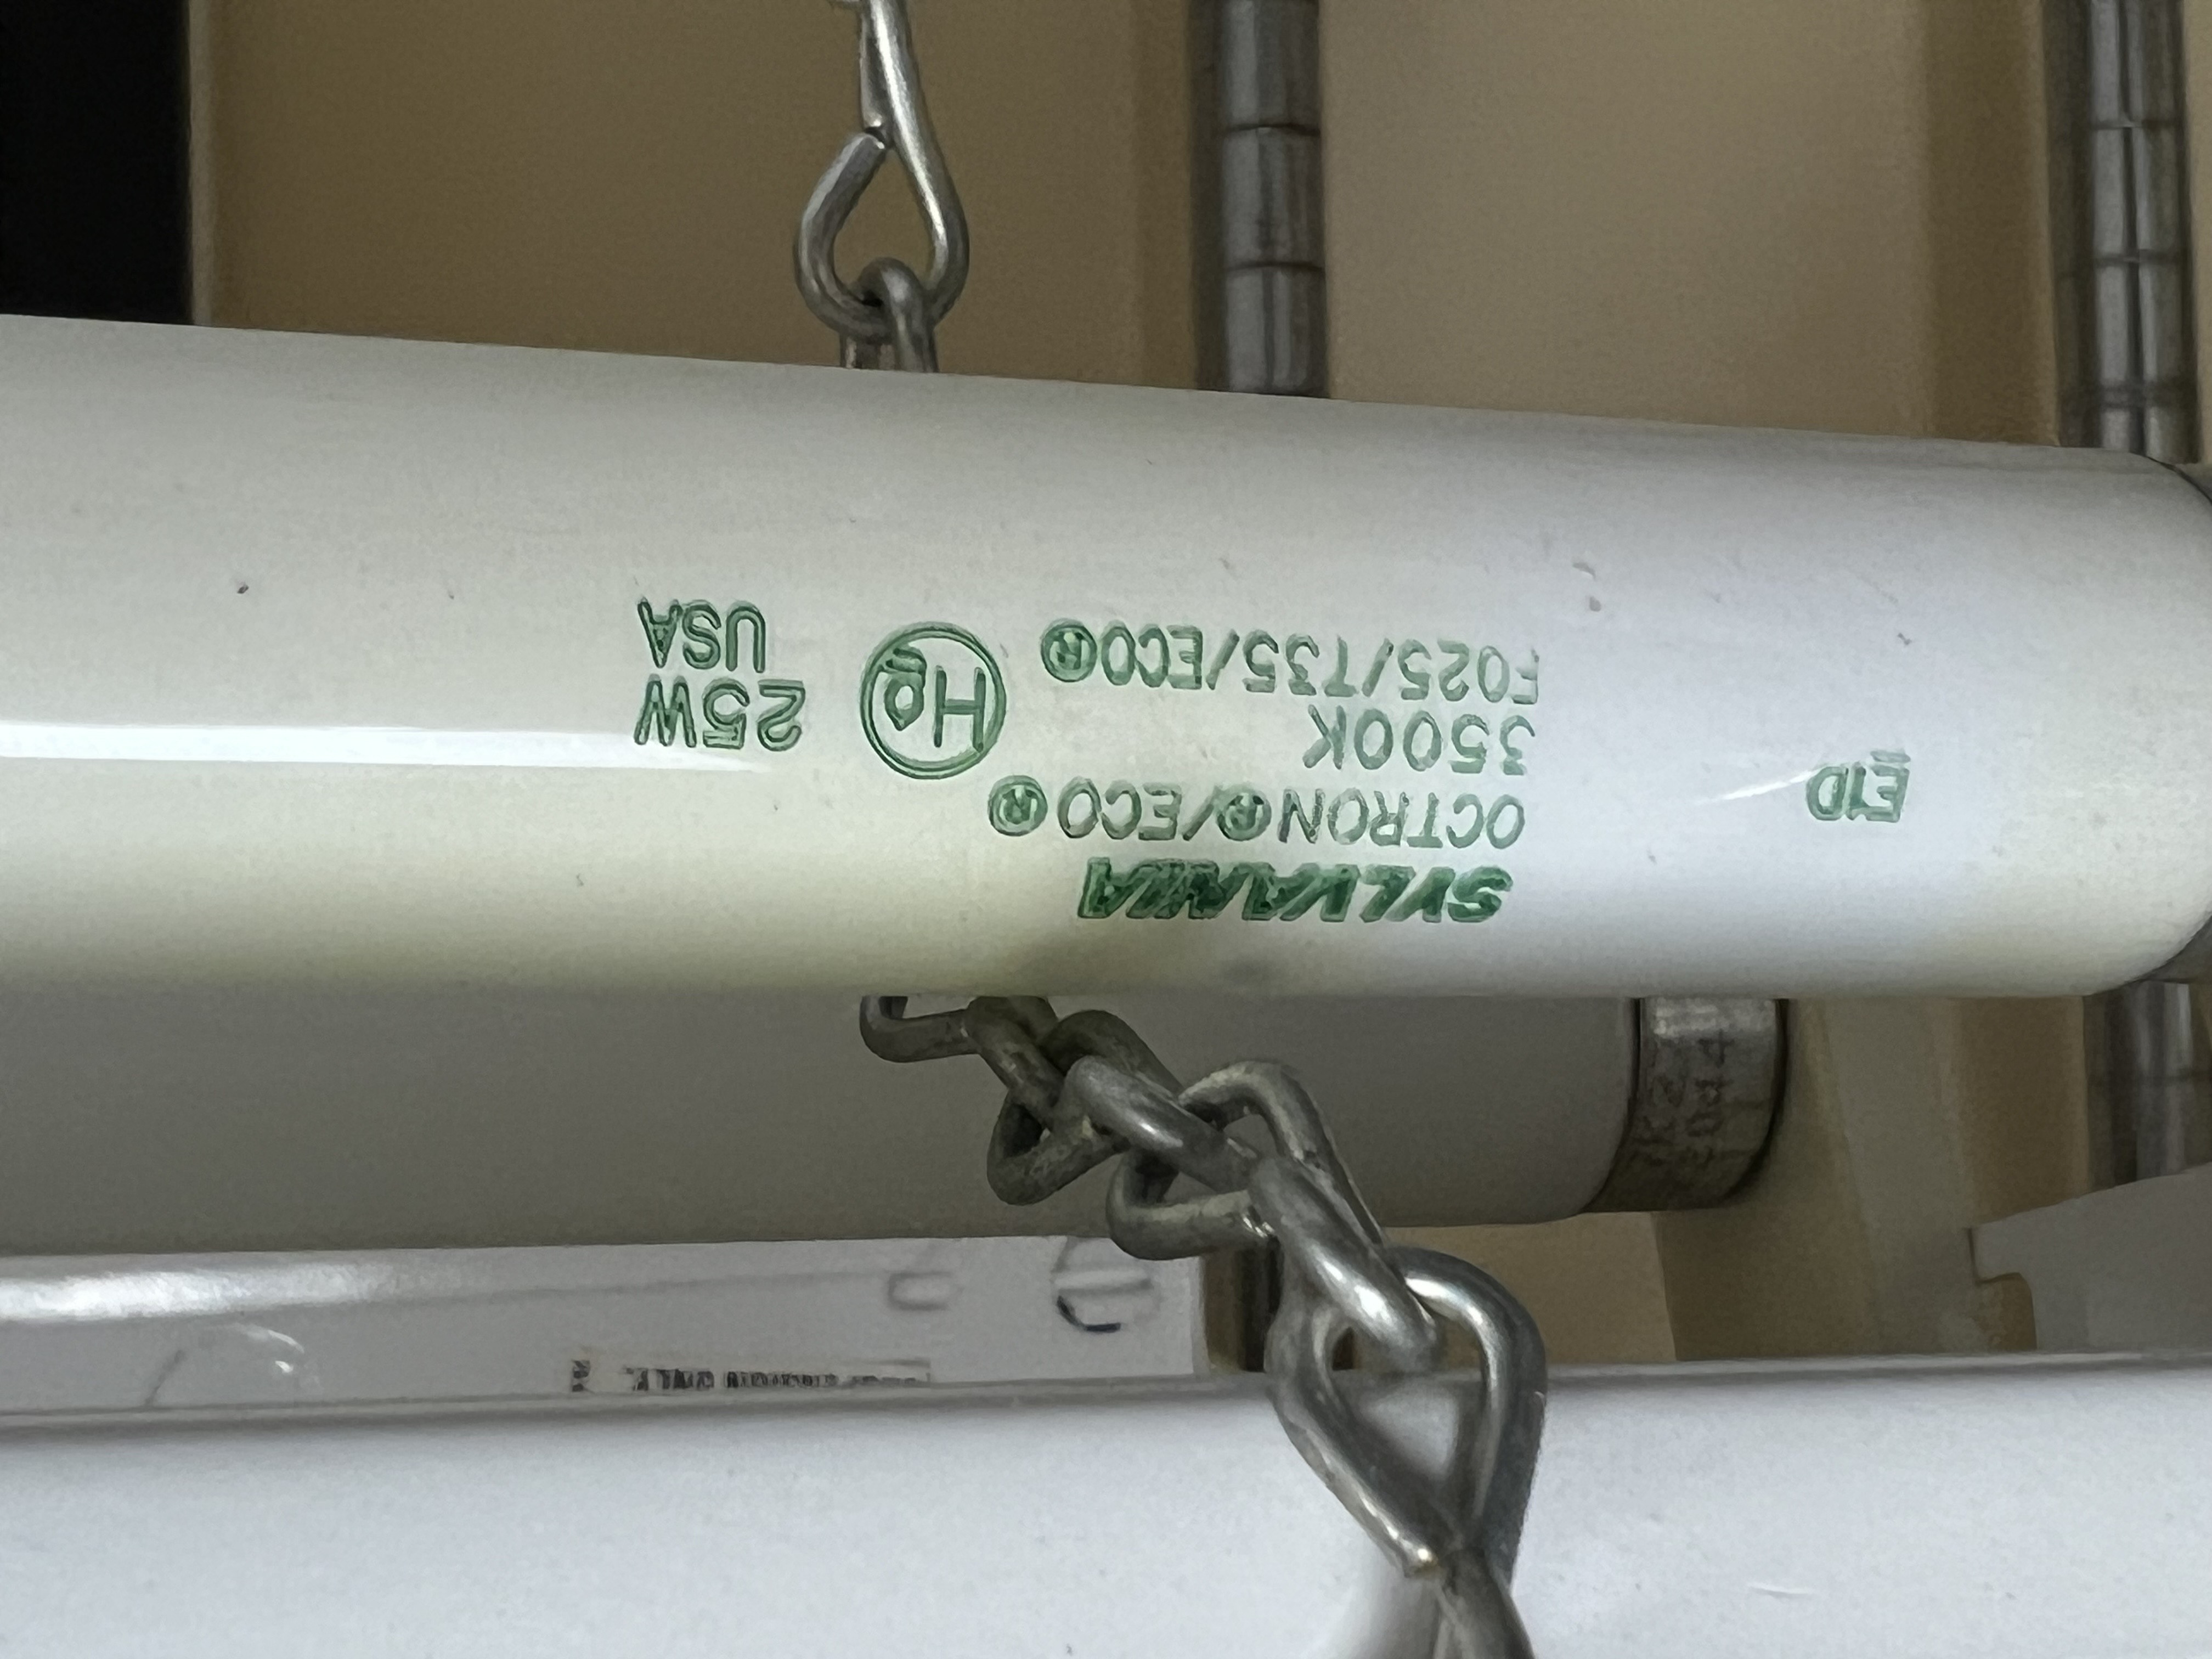 SYLVANIA
OCTRON®/ECO®
3500K
FO25/T35/ECO®
Hg
25W
USA
E1D